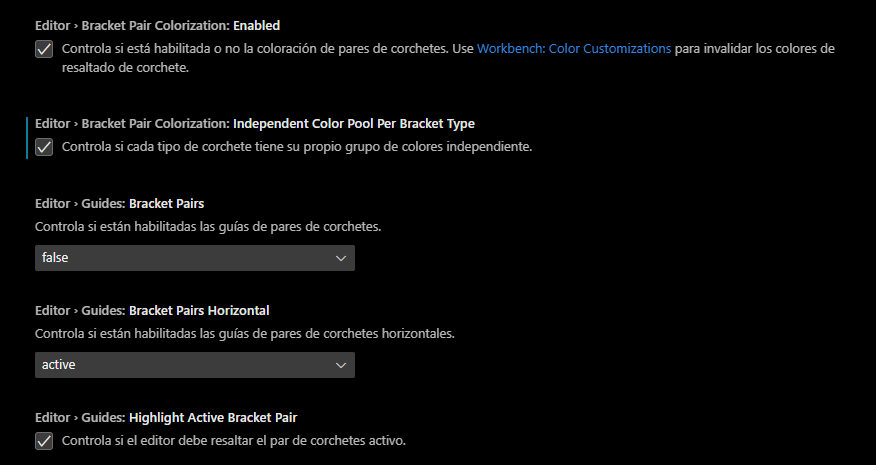 Editor › Bracket Pair Colorization: Enabled
Controla si está habilitada o no la coloración de pares de corchetes. Use Workbench: Color Customizations para invalidar los colores de
resaltado de corchete.
Editor › Bracket Pair Colorization: Independent Color Pool Per Bracket Type
Controla si cada tipo de corchete tiene su propio grupo de colores independiente.
Editor › Guides: Bracket Pairs
Controla si están habilitadas las guías de pares de corchetes.
false
Editor › Guides: Bracket Pairs Horizontal
Controla si están habilitadas las guías de pares de corchetes horizontales.
active
Editor › Guides: Highlight Active Bracket Pair
Controla si el editor debe resaltar el par de corchetes activo.